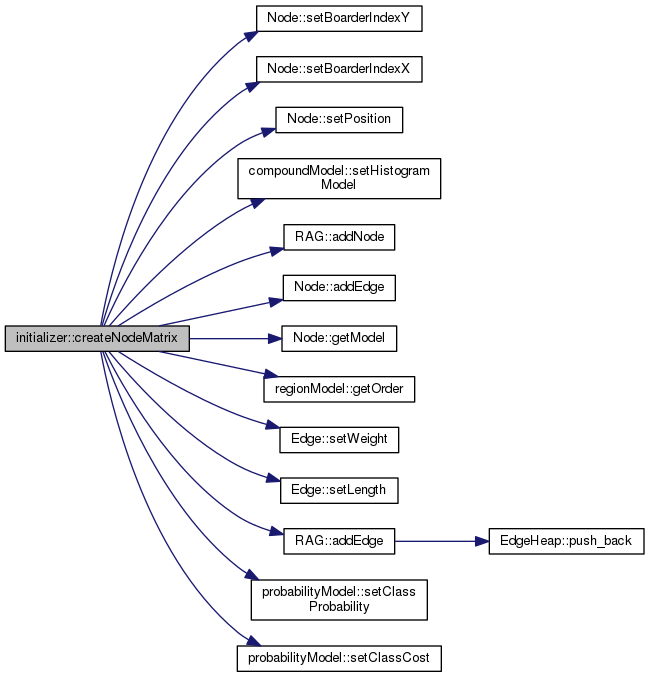 Node::setBoarderIndexY
Node::setBoarderIndexX
Node::setPosition
compoundModel::setHistogram
Model
RAG::addNode
Node::addEdge
initializer::createNodeMatrix
Node::getModel
regionModel::getOrder
Edge::setWeight
Edge::setLength
RAG::addEdge
EdgeHeap::push_back
probabilityModel::setClass
Probability
probabilityModel::setClassCost